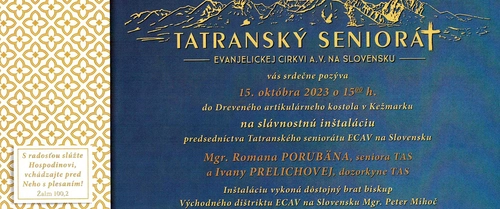 TATRANSKÝ SENIORÁT
EVANJELICKEJ CIRKVI A.V. NA SLOVENSKU
vás srdečne pozýva
15. októbra 2023 o 15⁰⁰ h.
do Dreveného artikulárneho kostola v Kežmarku
na slávnostnú inštaláciu
predsedníctva Tatranského seniorátu ECAV na Slovensku
Mgr. Romana PORUBÄNA, seniora TAS
a Ivany PRELICHOVEJ, dozorkyne TAS
Inštaláciu vykoná dôstojný brat biskup
Východného dištriktu ECAV na Slovensku Mgr. Peter Mihoč
S radosťou slúžte
Hospodinovi,
vchádzajte pred
Neho s plesaním!
Žalm 100,2